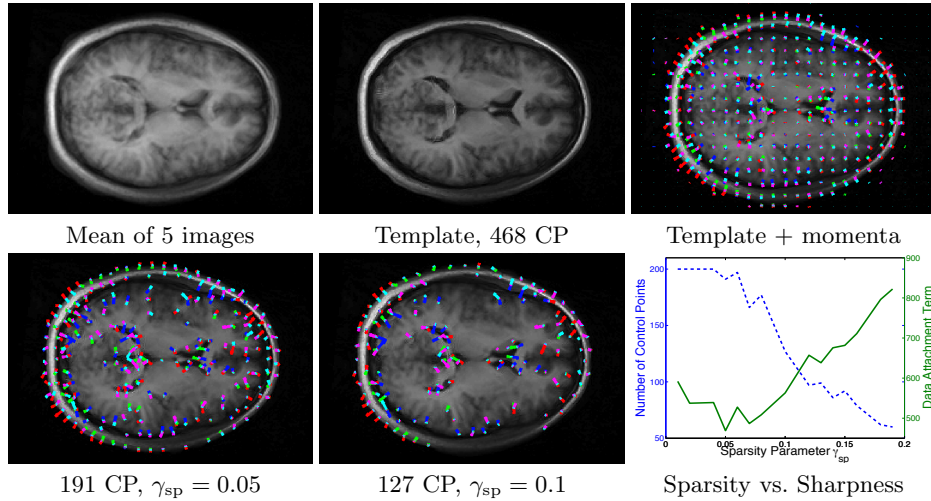 Mean of 5 images
Template, 468 CP
Template + momenta
191 CP, γsp = 0.05
127 CP, γsp = 0.1
Number of Control Points
200
150
100
50
0
0.05
0.1
0.15
0.2
Sparsity Parameter γsp
900
800
700
600
500
Data Attachment Term
Sparsity vs. Sharpness